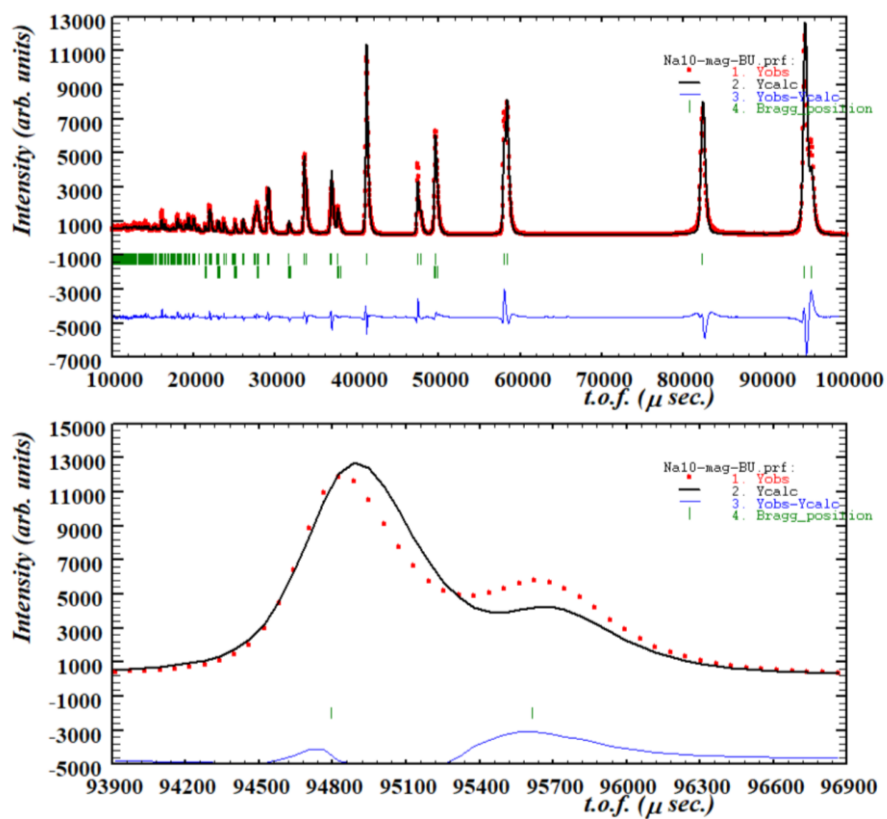 13000
11000
9000
7000
5000
3000
1000
-1000
-3000
-5000
-7000
Intensity (arb. units)
Na10-mag-BU.prf:
1. Yobs
2. Ycalc
3. Yobs-Ycalc
4. Bragg_position
10000 20000 30000 40000 50000 60000 70000 80000 90000 100000
t.o.f. (μ sec.)
15000
13000
11000
9000
7000
5000
3000
1000
-1000
-3000
-5000
Intensity (arb. units)
Na10-mag-BU.prf:
1. Yobs
2. Ycalc
3. Yobs-Ycalc
4. Bragg_position
93900 94200 94500 94800 95100 95400 95700 96000 96300 96600 96900
t.o.f. (μ sec.)